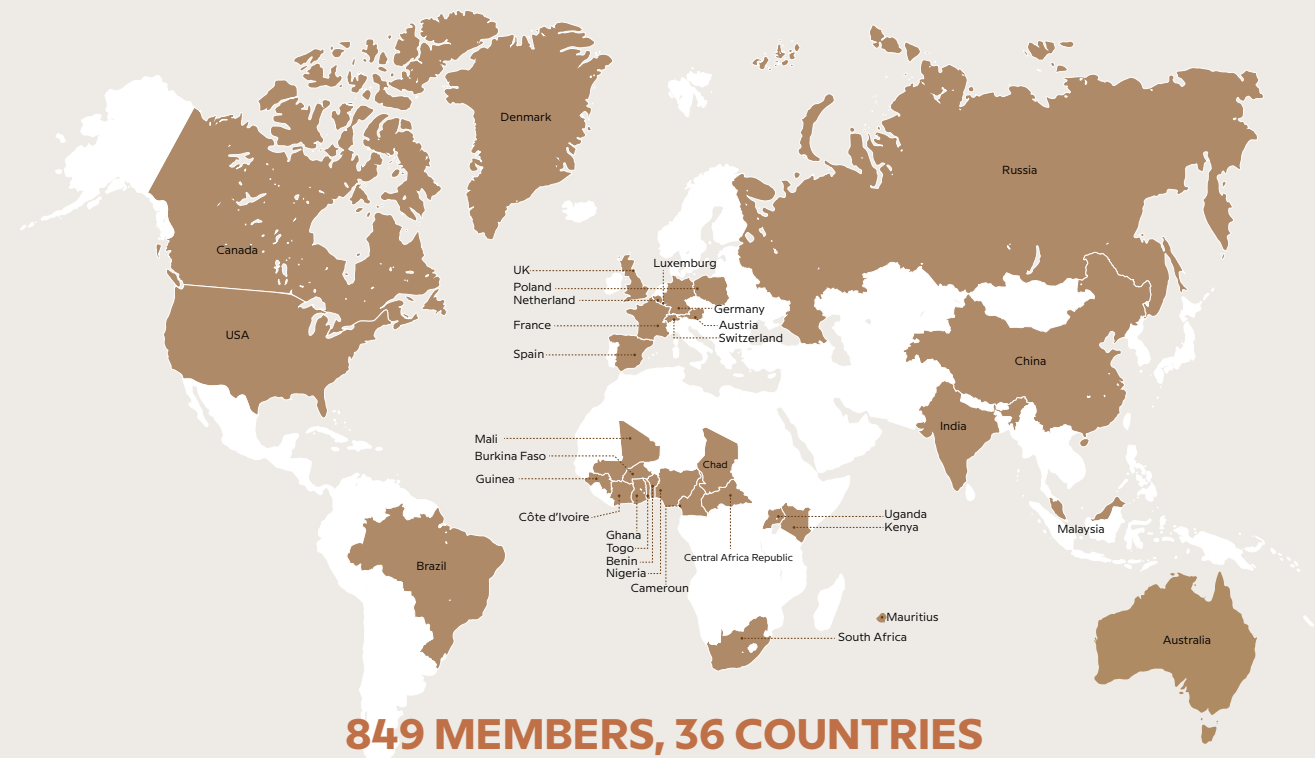 Denmark
Russia
Canada
UK
Luxemburg
Poland
Netherland
Germany
France
Austria
USA
Switzerland
Spain
China
India
Mali
Burkina Faso
Chad
Guinea
Côte d’Ivoire
Uganda
Kenya
Malaysia
Ghana
Togo
Central Africa Republic
Benin
Brazil
Nigeria
Cameroun
Mauritius
South Africa
Australia
849 MEMBERS, 36 COUNTRIES